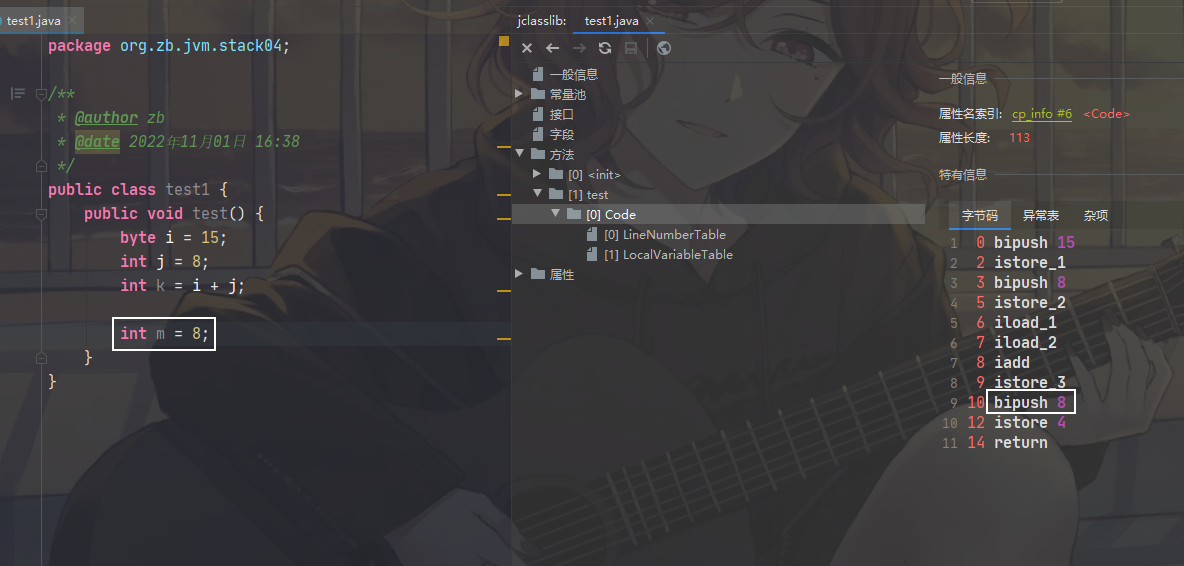 test1.java
package org.zb.jvm.stack04;
/**
* @author zb
* @date 2022年11月01日 16:38
*/
public class test1 {
public void test() {
byte i = 15;
int j = 8;
int k = i + j;
int m = 8;
}
}
jclasslib: test1.java
一般信息
常量池
接口
字段
方法
[0] <init>
[1] test
[0] Code
[0] LineNumberTable
[1] LocalVariableTable
属性
一般信息
属性名索引: cp_info #6 <Code>
属性长度: 113
特有信息
字节码 异常表 杂项
1 0 bipush 15
2 2 istore_1
3 3 bipush 8
4 5 istore_2
5 6 iload_1
6 7 iload_2
7 8 iadd
8 9 istore_3
9 10 bipush 8
10 12 istore 4
11 14 return